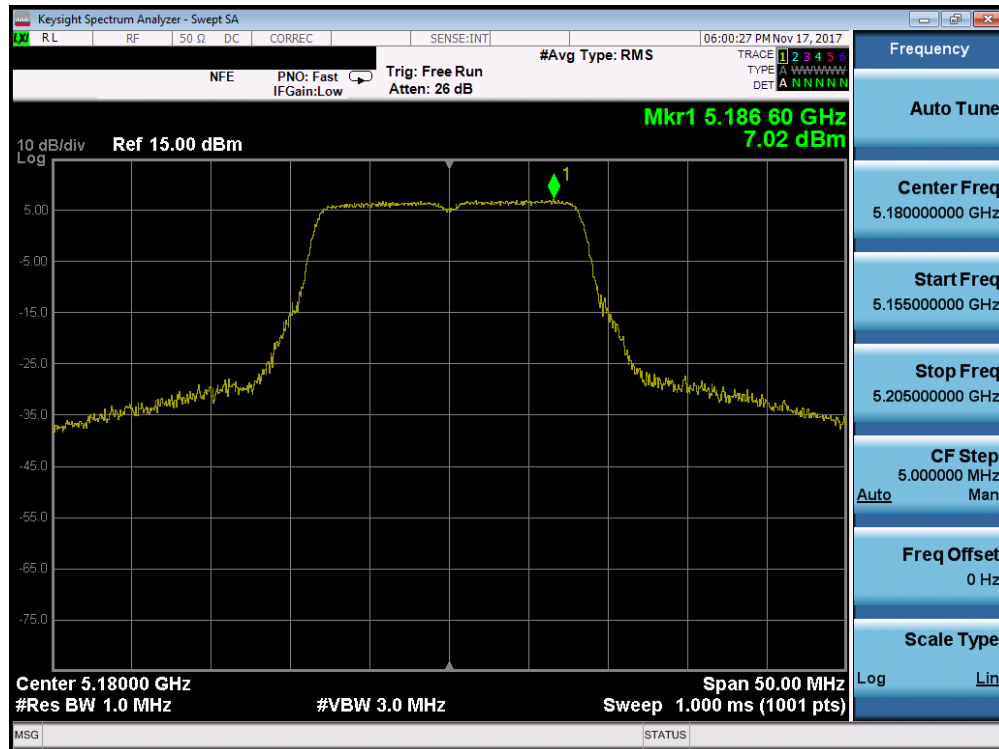 Keysight Spectrum Analyzer - Swept SA
LXI RL RF 50 Ω DC CORREC SENSE:INT 06:00:27 PM Nov 17, 2017
NFE PNO: Fast Trig: Free Run #Avg Type: RMS TRACE 1 2 3 4 5 6
IFGain:Low Atten: 26 dB TYPE A WWWWW
DET A N N N N N
Mkr1 5.186 60 GHz
7.02 dBm
10 dB/div Ref 15.00 dBm
Log
1
5.00
-5.00
-15.0
-25.0
-35.0
-45.0
-55.0
-65.0
-75.0
Center 5.18000 GHz Span 50.00 MHz
#Res BW 1.0 MHz #VBW 3.0 MHz Sweep 1.000 ms (1001 pts)
MSG STATUS
Frequency
Auto Tune
Center Freq
5.180000000 GHz
Start Freq
5.155000000 GHz
Stop Freq
5.205000000 GHz
CF Step
5.000000 MHz
Auto Man
Freq Offset
0 Hz
Scale Type
Log Lin